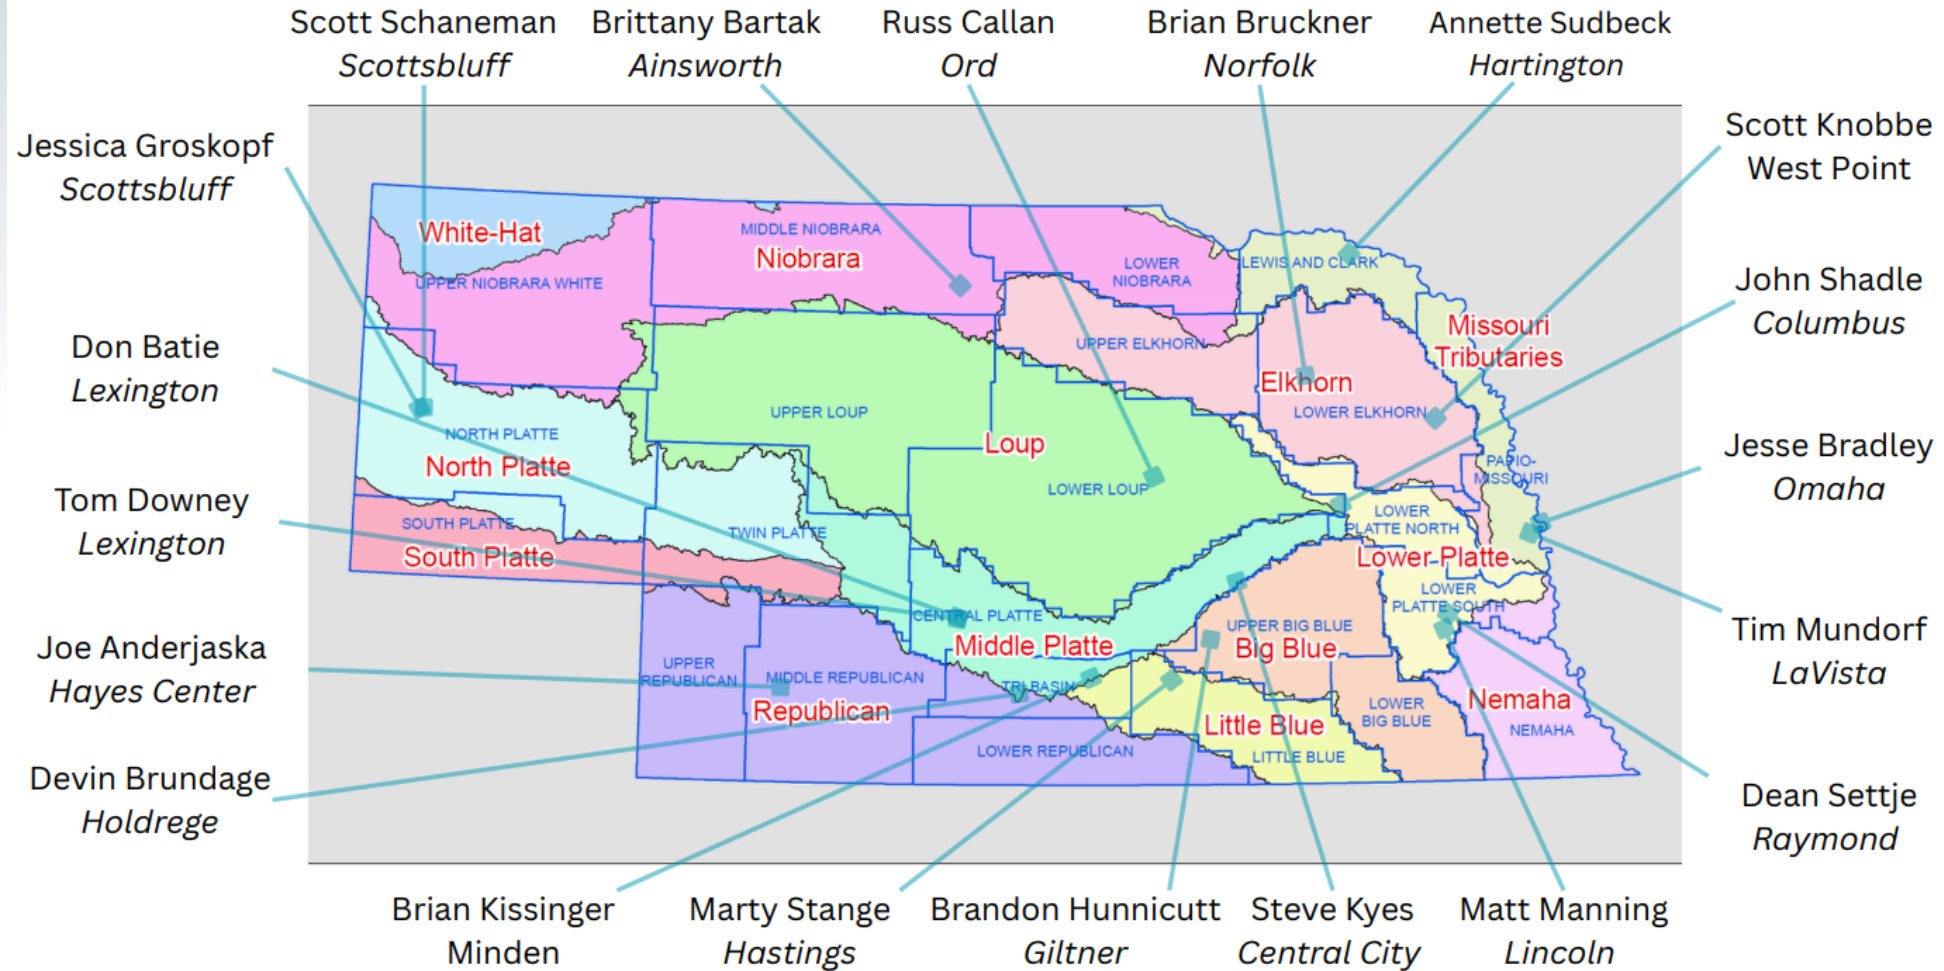 Scott Schaneman
Scottsbluff
Brittany Bartak
Ainsworth
Russ Callan
Ord
Brian Bruckner
Norfolk
Annette Sudbeck
Hartington
Jessica Groskopf
Scottsbluff
Scott Knobbe
West Point
Don Batie
Lexington
John Shadle
Columbus
Tom Downey
Lexington
Jesse Bradley
Omaha
Joe Anderjaska
Hayes Center
Tim Mundorf
LaVista
Devin Brundage
Holdrege
Dean Settje
Raymond
White-Hat
UPPER NIOBRARA WHITE
MIDDLE NIOBRARA
Niobrara
LOWER
NIOBRARA
LEWIS AND CLARK
Missouri
Tributaries
UPPER ELKHORN
Elkhorn
LOWER ELKHORN
UPPER LOUP
Loup
LOWER LOUP
NORTH PLATTE
North Platte
PAPIO-
MISSOURI
SOUTH PLATTE
South Platte
TWIN PLATTE
LOWER
PLATTE NORTH
Lower Platte
LOWER
PLATTE SOUTH
CENTRAL PLATTE
Middle Platte
UPPER BIG BLUE
Big Blue
UPPER
REPUBLICAN
MIDDLE REPUBLICAN
Republican
TRI-BASIN
LOWER REPUBLICAN
Little Blue
LITTLE BLUE
LOWER
BIG BLUE
Nemaha
NEMAHA
Brian Kissinger
Minden
Marty Stange
Hastings
Brandon Hunnicutt
Giltner
Steve Kyes
Central City
Matt Manning
Lincoln